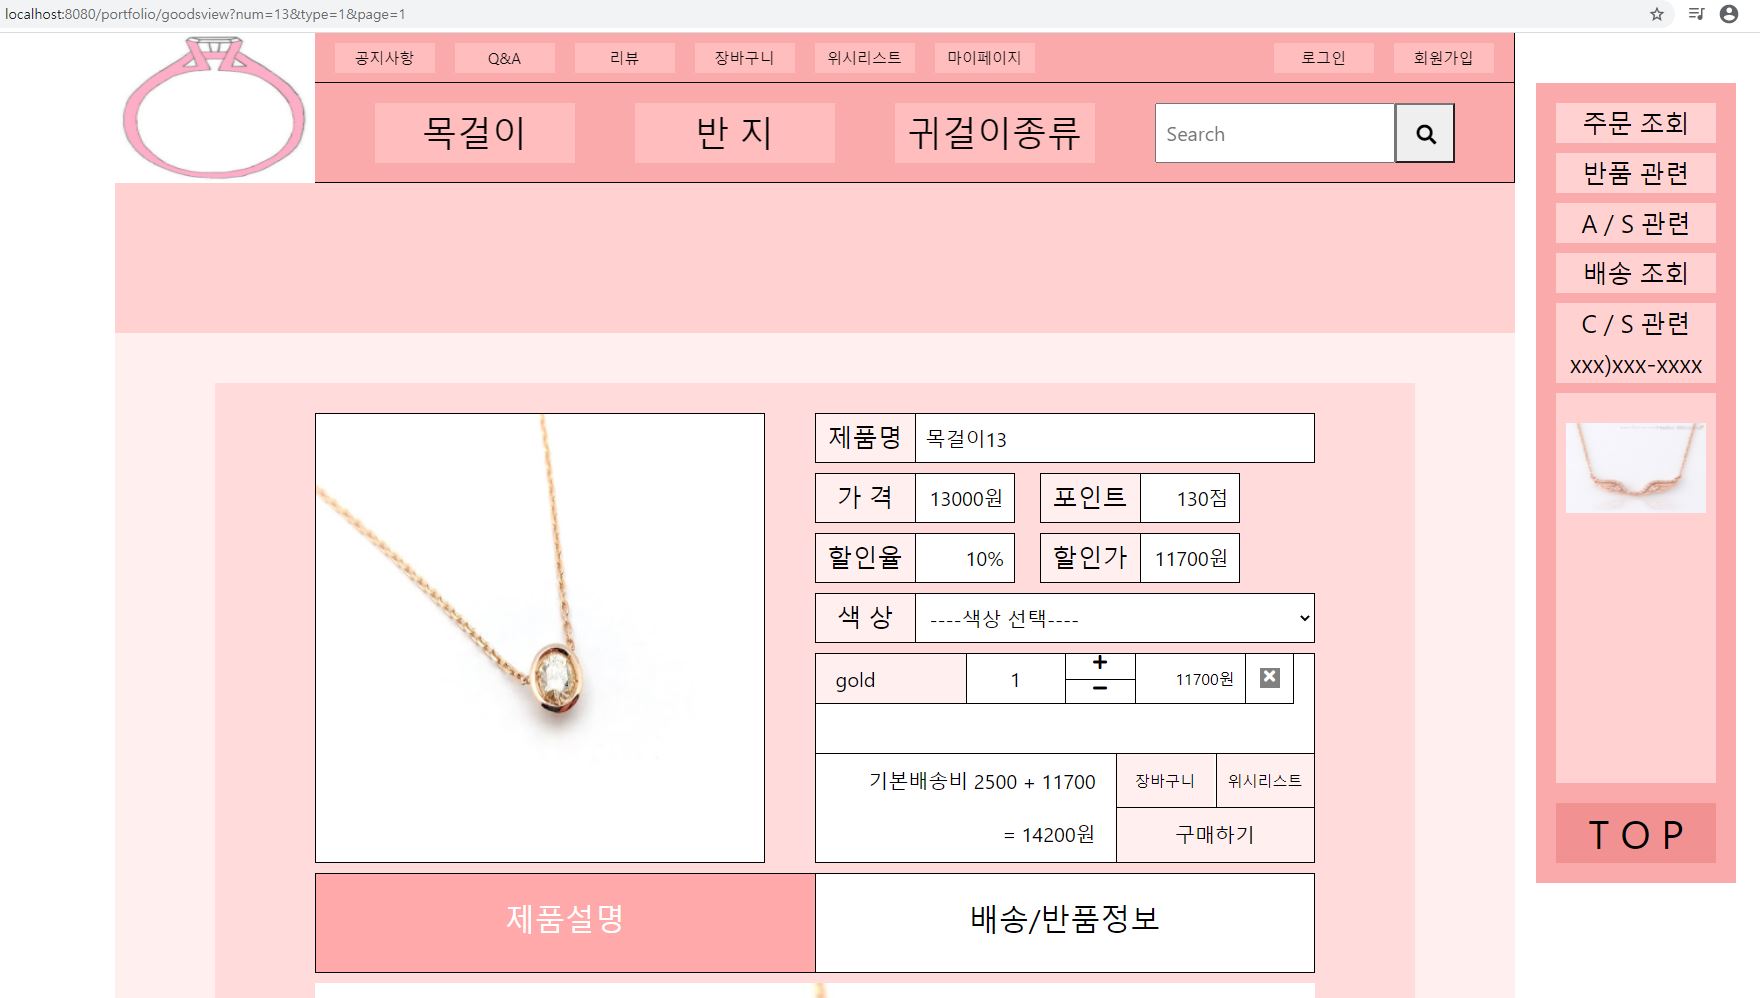 localhost:8080/portfolio/goodsview?num=13&type=1&page=1
공지사항 Q&A 리뷰 장바구니 위시리스트 마이페이지 로그인 회원가입
목걸이 반 지 귀걸이종류 Search
주문 조회
반품 관련
A / S 관련
배송 조회
C / S 관련
xxx)xxx-xxxx
T O P
제품명 목걸이13
가 격 13000원 포인트 130점
할인율 10% 할인가 11700원
색 상 ----색상 선택----
gold 1 + − 11700원
기본배송비 2500 + 11700
= 14200원
장바구니 위시리스트
구매하기
제품설명 배송/반품정보